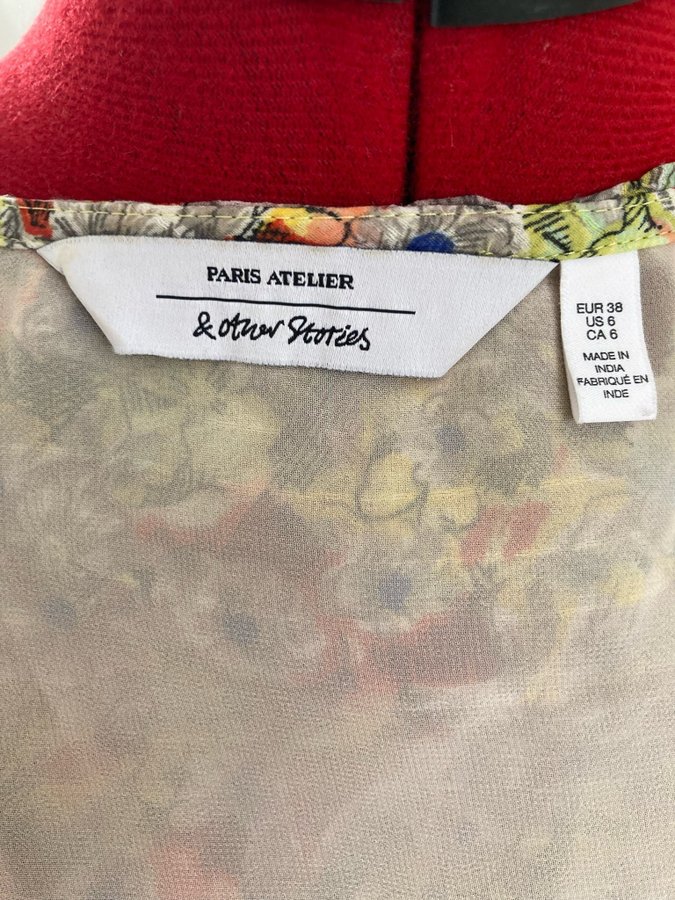 PARIS ATELIER
& other Stories
EUR 38
US 6
CA 6
MADE IN
INDIA
FABRIQUÉ EN
INDE